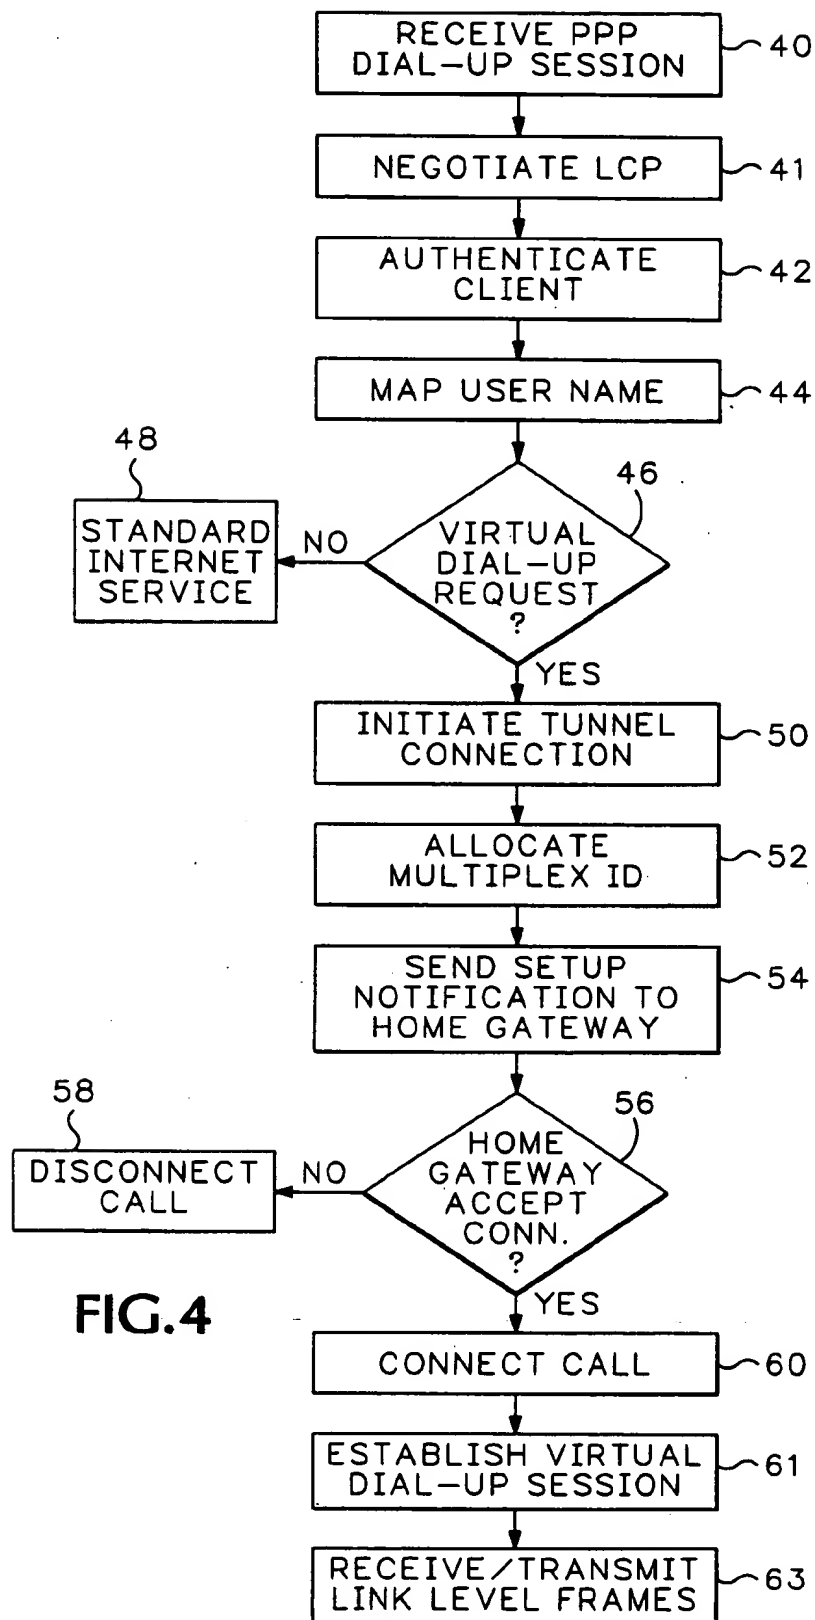 RECEIVE PPP
DIAL-UP SESSION
40
NEGOTIATE LCP
41
AUTHENTICATE
CLIENT
42
MAP USER NAME
44
48
STANDARD
INTERNET
SERVICE
NO
46
VIRTUAL
DIAL-UP
REQUEST
?
YES
INITIATE TUNNEL
CONNECTION
50
ALLOCATE
MULTIPLEX ID
52
SEND SETUP
NOTIFICATION TO
HOME GATEWAY
54
58
DISCONNECT
CALL
NO
56
HOME
GATEWAY
ACCEPT
CONN.
?
YES
FIG.4
CONNECT CALL
60
ESTABLISH VIRTUAL
DIAL-UP SESSION
61
RECEIVE/TRANSMIT
LINK LEVEL FRAMES
63